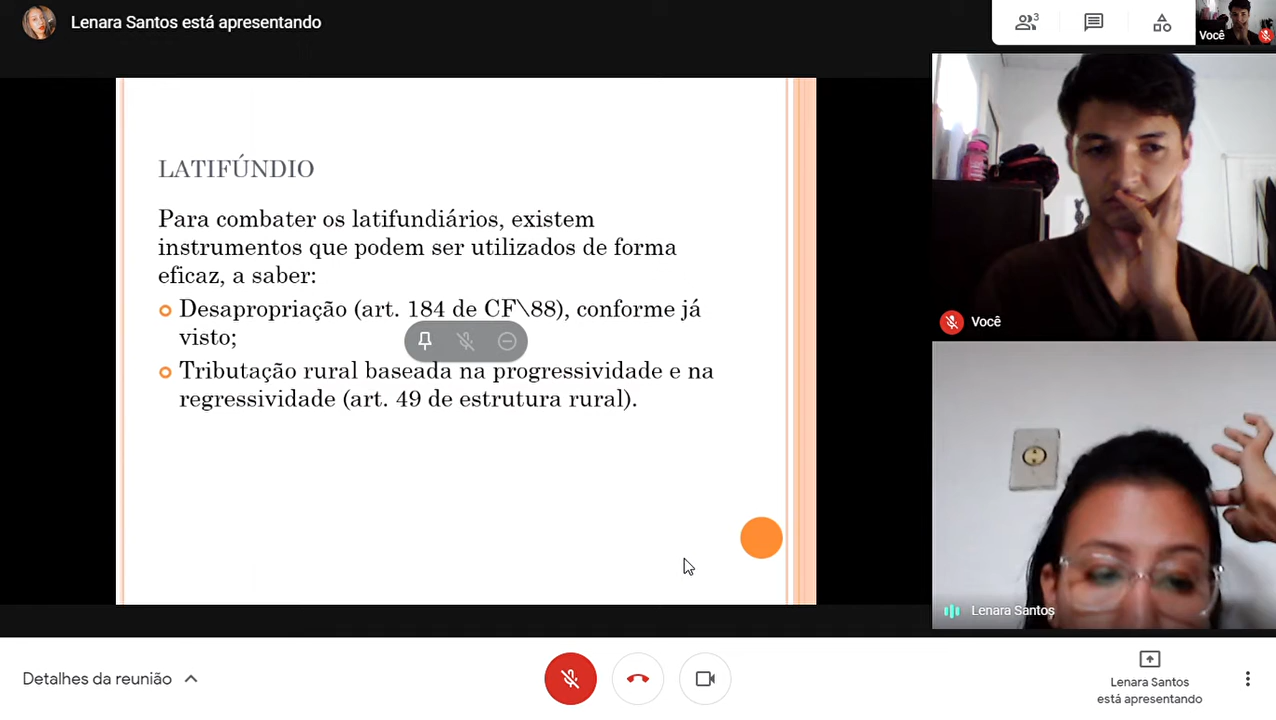 Lenara Santos está apresentando
3
Você
LATIFÚNDIO
Para combater os latifundiários, existem
instrumentos que podem ser utilizados de forma
eficaz, a saber:
Desapropriação (art. 184 de CF\88), conforme já
visto;
Tributação rural baseada na progressividade e na
regressividade (art. 49 de estrutura rural).
Você
Lenara Santos
Detalhes da reunião
Lenara Santos
está apresentando